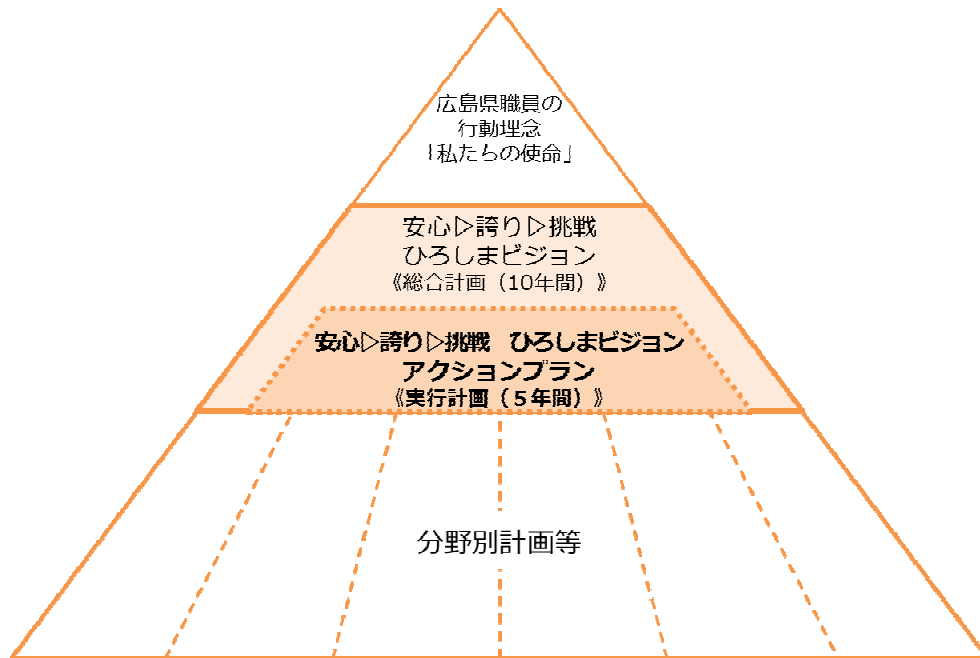 広島県職員の
行動理念
「私たちの使命」
安心▷誇り▷挑戦
ひろしまビジョン
《総合計画（10年間）》
安心▷誇り▷挑戦 ひろしまビジョン
アクションプラン
《実行計画（５年間）》
分野別計画等